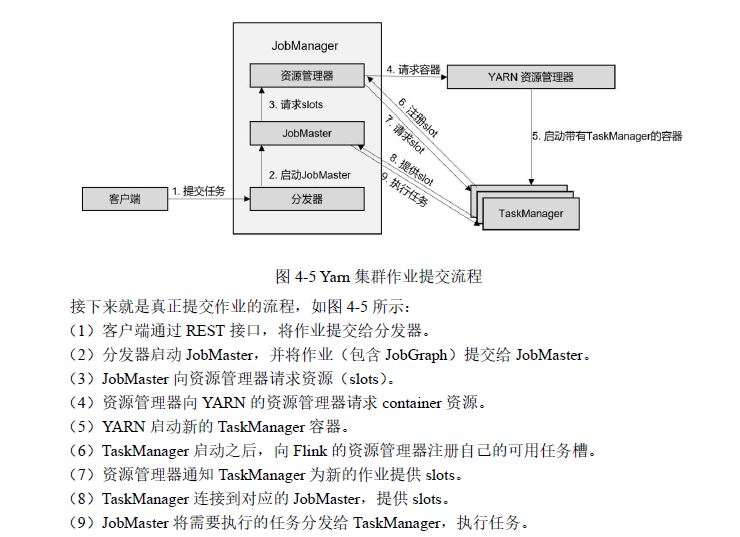 JobManager
资源管理器
4. 请求容器
YARN 资源管理器
3. 请求slots
6. 注册slot
7. 请求slot
JobMaster
5. 启动带有TaskManager的容器
8. 提供slot
9. 执行任务
2. 启动JobMaster
客户端
1. 提交任务
分发器
TaskManager
图 4-5 Yarn 集群作业提交流程
接下来就是真正提交作业的流程，如图 4-5 所示：
（1）客户端通过 REST 接口，将作业提交给分发器。
（2）分发器启动 JobMaster，并将作业（包含 JobGraph）提交给 JobMaster。
（3）JobMaster 向资源管理器请求资源（slots）。
（4）资源管理器向 YARN 的资源管理器请求 container 资源。
（5）YARN 启动新的 TaskManager 容器。
（6）TaskManager 启动之后，向 Flink 的资源管理器注册自己的可用任务槽。
（7）资源管理器通知 TaskManager 为新的作业提供 slots。
（8）TaskManager 连接到对应的 JobMaster，提供 slots。
（9）JobMaster 将需要执行的任务分发给 TaskManager，执行任务。